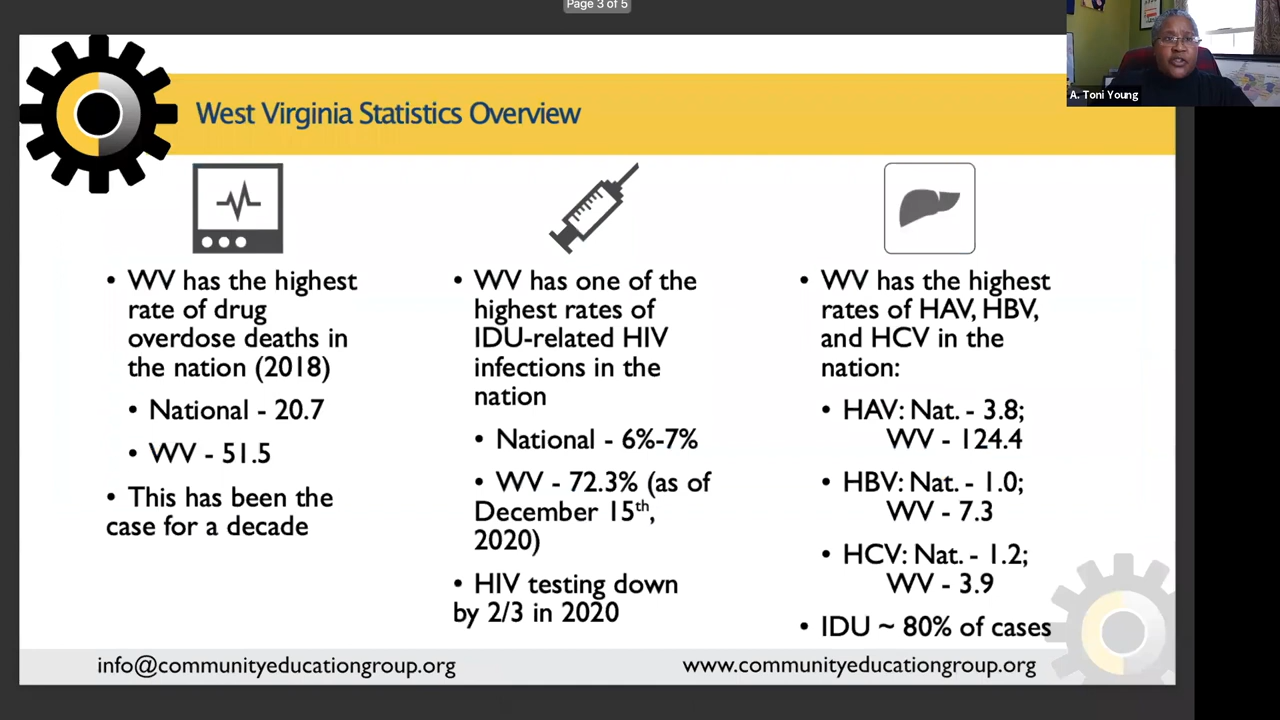 Page 3 of 5
A. Toni Young
West Virginia Statistics Overview
• WV has the highest
rate of drug
overdose deaths in
the nation (2018)
• National - 20.7
• WV - 51.5
• This has been the
case for a decade
• WV has one of the
highest rates of
IDU-related HIV
infections in the
nation
• National - 6%-7%
• WV - 72.3% (as of
December 15th,
2020)
• HIV testing down
by 2/3 in 2020
• WV has the highest
rates of HAV, HBV,
and HCV in the
nation:
• HAV: Nat. - 3.8;
WV - 124.4
• HBV: Nat. - 1.0;
WV - 7.3
• HCV: Nat. - 1.2;
WV - 3.9
• IDU ~ 80% of cases
info@communityeducationgroup.org
www.communityeducationgroup.org